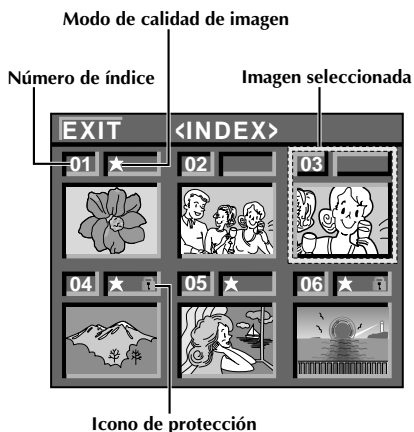 Modo de calidad de imagen
Número de índice
Imagen seleccionada
EXIT <INDEX>
01 02 03
04 05 06
Icono de protección